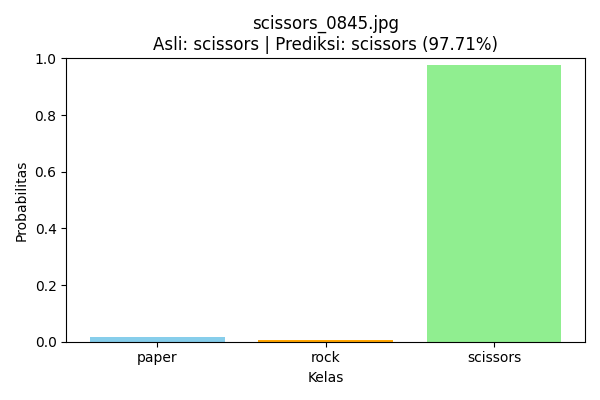 scissors_0845.jpg
Asli: scissors | Prediksi: scissors (97.71%)
1.0
0.8
0.6
0.4
0.2
0.0
Probabilitas
paper
rock
scissors
Kelas